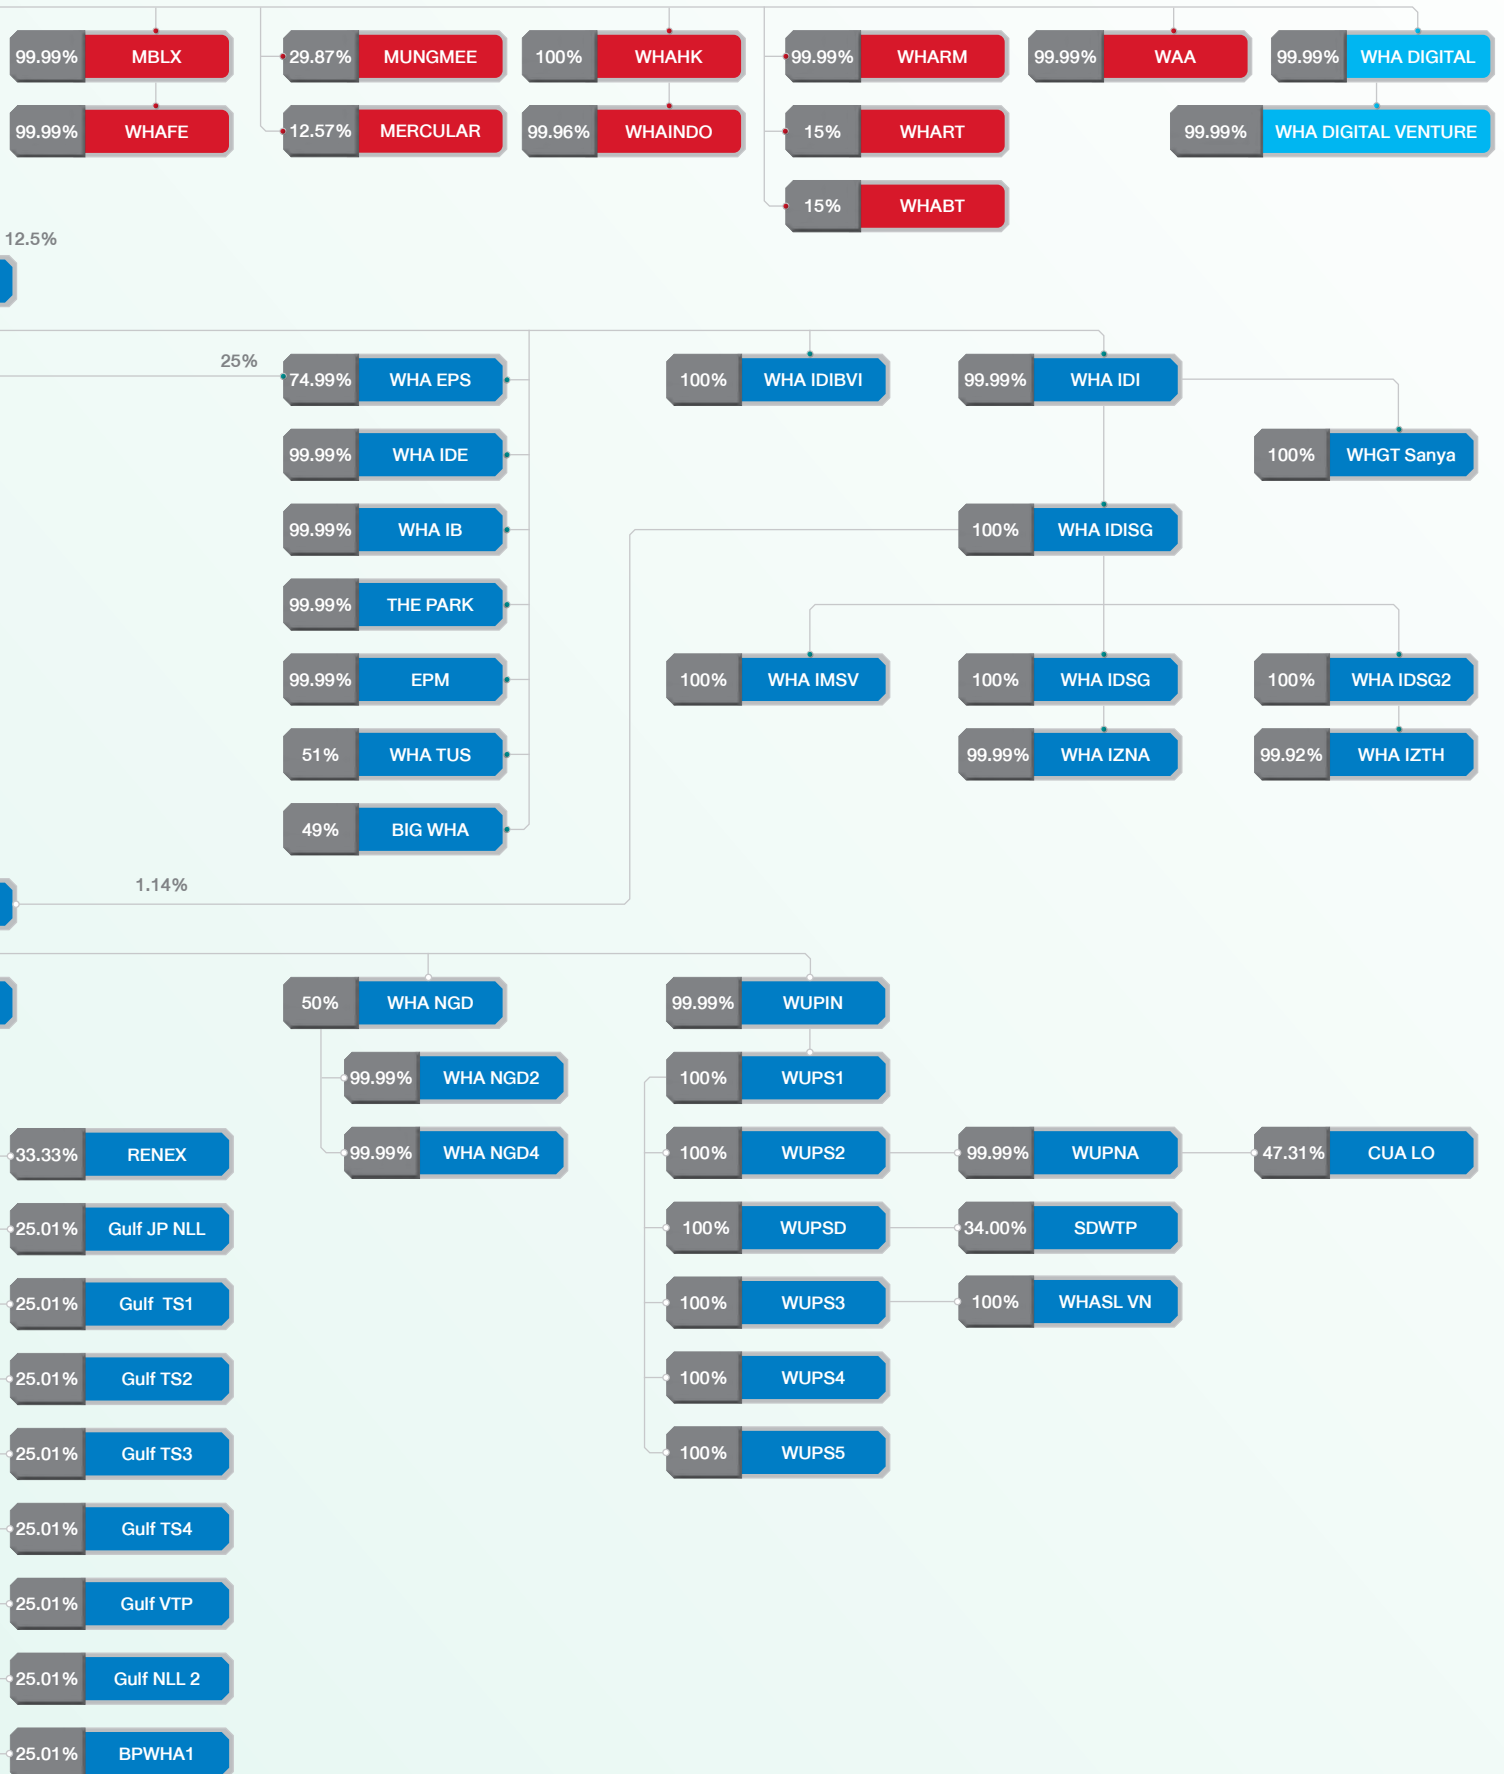 99.99% MBLX
29.87% MUNGMEE
100% WHAHK
99.99% WHARM
99.99% WAA
99.99% WHA DIGITAL
99.99% WHAFE
12.57% MERCULAR
99.96% WHAINDO
15% WHART
99.99% WHA DIGITAL VENTURE
15% WHABT
12.5%
25%
74.99% WHA EPS
100% WHA IDIBVI
99.99% WHA IDI
99.99% WHA IDE
100% WHGT Sanya
99.99% WHA IB
100% WHA IDISG
99.99% THE PARK
99.99% EPM
100% WHA IMSV
100% WHA IDSG
100% WHA IDSG2
51% WHA TUS
99.99% WHA IZNA
99.92% WHA IZTH
49% BIG WHA
1.14%
50% WHA NGD
99.99% WUPIN
99.99% WHA NGD2
100% WUPS1
33.33% RENEX
99.99% WHA NGD4
100% WUPS2
99.99% WUPNA
47.31% CUA LO
25.01% Gulf JP NLL
100% WUPSD
34.00% SDWTP
25.01% Gulf TS1
100% WUPS3
100% WHASL VN
25.01% Gulf TS2
100% WUPS4
25.01% Gulf TS3
100% WUPS5
25.01% Gulf TS4
25.01% Gulf VTP
25.01% Gulf NLL 2
25.01% BPWHA1